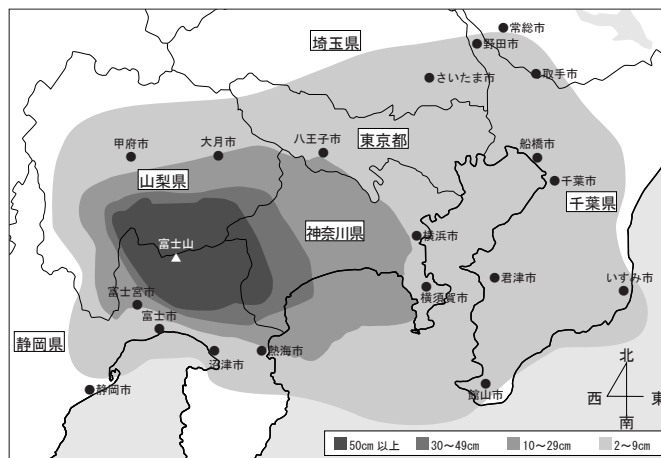 常総市
埼玉県
野田市
さいたま市
取手市
甲府市
大月市
八王子市
東京都
船橋市
山梨県
千葉市
千葉県
富士山
神奈川県
横浜市
富士宮市
横須賀市
君津市
いすみ市
富士市
静岡県
沼津市
熱海市
静岡市
館山市
北
西
東
南
50cm 以上
30〜49cm
10〜29cm
2〜9cm